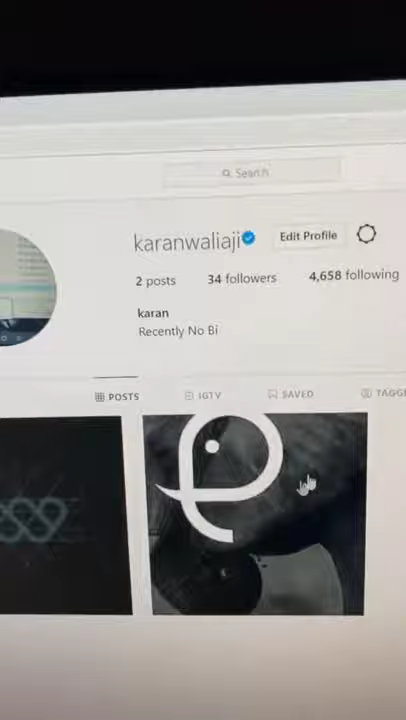 Search
karanwaliaji Edit Profile
2 posts 34 followers 4,658 following
karan
Recently No Bi
POSTS IGTV SAVED TAGGE